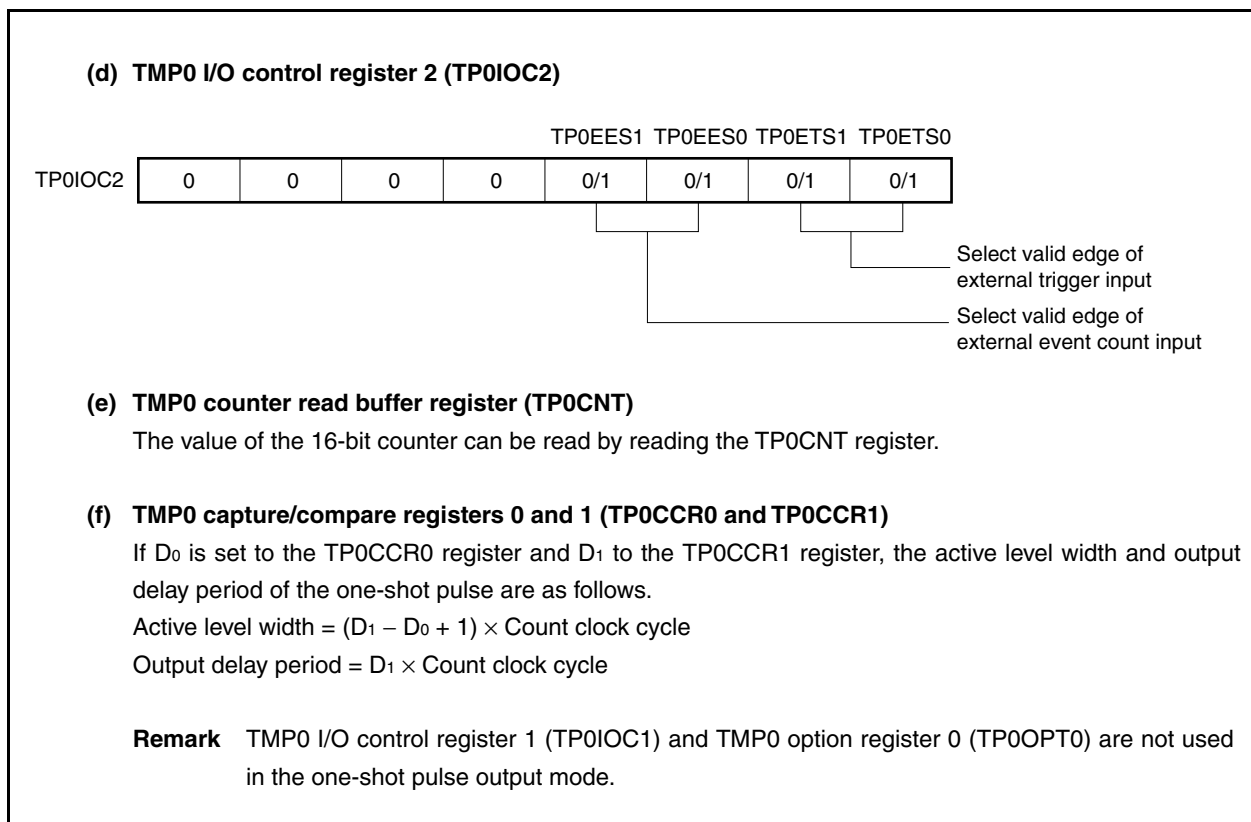 (d) TMP0 I/O control register 2 (TP0IOC2)
TP0EES1 TP0EES0 TP0ETS1 TP0ETS0
TP0IOC2 0 0 0 0 0/1 0/1 0/1 0/1
Select valid edge of
external trigger input
Select valid edge of
external event count input
(e) TMP0 counter read buffer register (TP0CNT)
The value of the 16-bit counter can be read by reading the TP0CNT register.
(f) TMP0 capture/compare registers 0 and 1 (TP0CCR0 and TP0CCR1)
If D0 is set to the TP0CCR0 register and D1 to the TP0CCR1 register, the active level width and output
delay period of the one-shot pulse are as follows.
Active level width = (D1 − D0 + 1) × Count clock cycle
Output delay period = D1 × Count clock cycle
Remark TMP0 I/O control register 1 (TP0IOC1) and TMP0 option register 0 (TP0OPT0) are not used
in the one-shot pulse output mode.